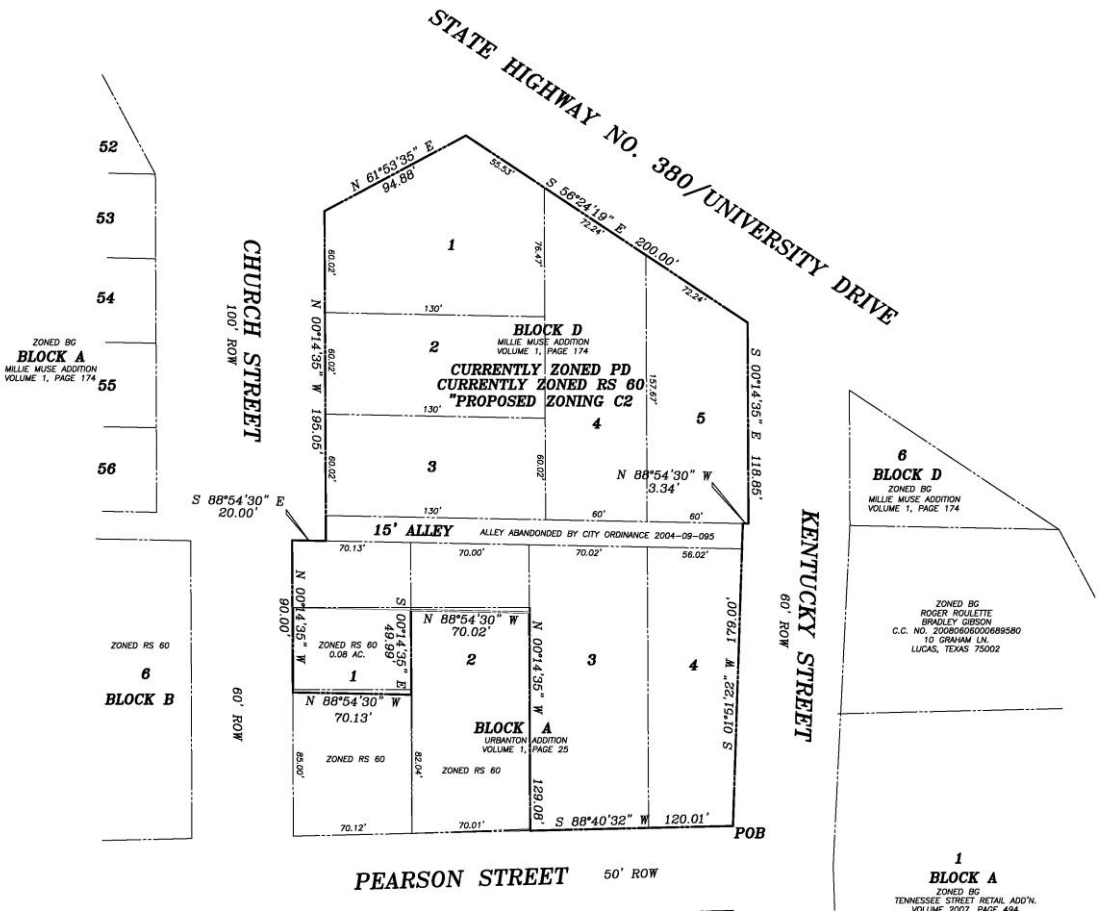 STATE HIGHWAY NO. 380/UNIVERSITY DRIVE
52
53
54
55
56
ZONED BG
BLOCK A
MILLIE MUSE ADDITION
VOLUME 1, PAGE 174
CHURCH STREET
100' ROW
N 61°53'35" E
94.88'
55.53'
S 56°24'19" E
200.00'
72.24'
72.24'
1
60.02'
76.47'
130'
N 00°14'35" W 195.05'
2
60.02'
130'
BLOCK D
MILLIE MUSE ADDITION
VOLUME 1, PAGE 174
CURRENTLY ZONED PD
CURRENTLY ZONED RS 60
"PROPOSED ZONING C2
157.67'
4
5
S 00°14'35" E 118.85'
3
60.02'
60.02'
N 88°54'30" W
3.34'
130'
60'
60'
S 88°54'30" E
20.00'
15' ALLEY
ALLEY ABANDONDED BY CITY ORDINANCE 2004-09-095
70.13'
70.00'
70.02'
56.02'
N 00°14'35" W
90.00'
S 00°14'35" E
49.99'
ZONED RS 60
0.08 AC.
1
N 88°54'30" W
70.13'
N 88°54'30" W
70.02'
2
N 00°14'35" W
129.08'
3
4
S 01°51'22" W 179.00'
BLOCK A
URBANTON ADDITION
VOLUME 1, PAGE 25
85.00'
ZONED RS 60
82.04'
ZONED RS 60
70.12'
70.01'
S 88°40'32" W 120.01'
POB
ZONED RS 60
6
BLOCK B
60' ROW
KENTUCKY STREET
60' ROW
6
BLOCK D
ZONED BG
MILLIE MUSE ADDITION
VOLUME 1, PAGE 174
ZONED BG
ROGER ROULETTE
BRADLEY GIBSON
C.C. NO. 20080606000689580
10 GRAHAM LN.
LUCAS, TEXAS 75002
PEARSON STREET 50' ROW
1
BLOCK A
ZONED BG
TENNESSEE STREET RETAIL ADD'N.
VOLUME 2007, PAGE 494